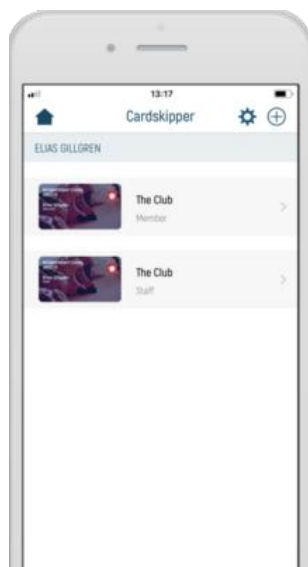 13:17
Cardskipper
ELIAS GILLGREN
The Club
Member
The Club
Staff